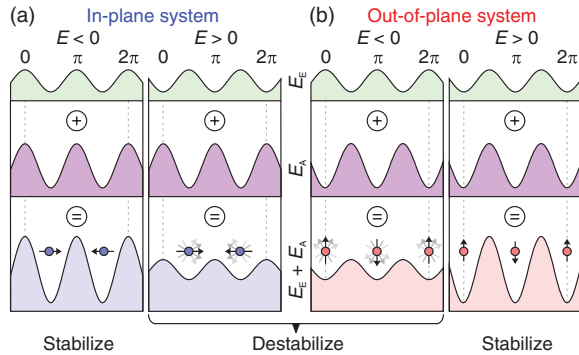 (a) In-plane system
E < 0 E > 0
0 π 2π 0 π 2π
(b) Out-of-plane system
E < 0 E > 0
0 π 2π 0 π 2π
E_E
+ + + +
E_A
= = = =
E_E + E_A
Stabilize Destabilize Stabilize